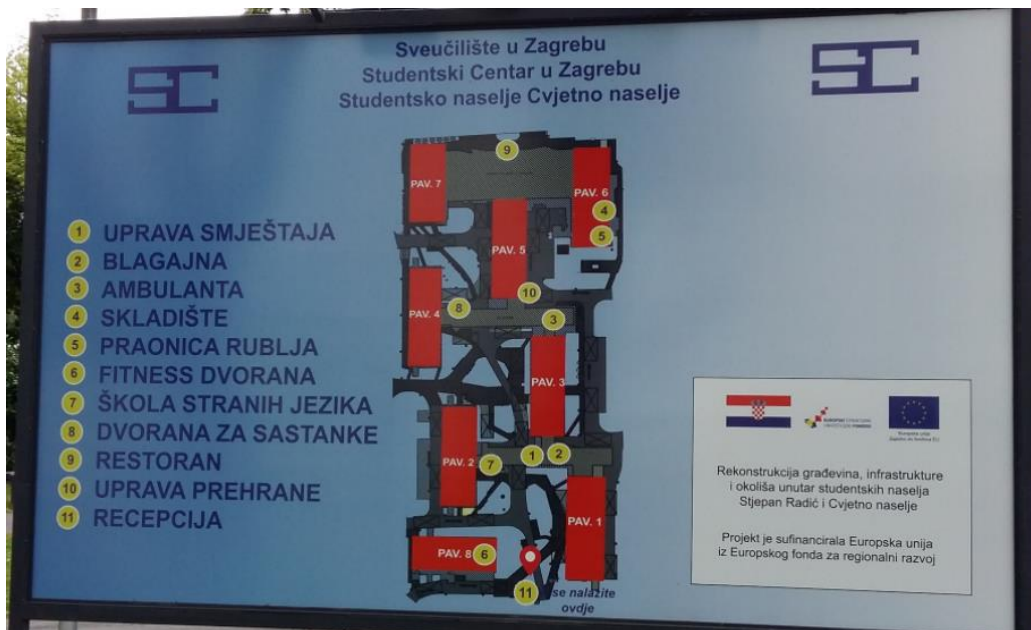 SC
Sveučilište u Zagrebu
Studentski Centar u Zagrebu
Studentsko naselje Cvjetno naselje
SC
1 UPRAVA SMJEŠTAJA
2 BLAGAJNA
3 AMBULANTA
4 SKLADIŠTE
5 PRAONICA RUBLJA
6 FITNESS DVORANA
7 ŠKOLA STRANIH JEZIKA
8 DVORANA ZA SASTANKE
9 RESTORAN
10 UPRAVA PREHRANE
11 RECEPCIJA
9
PAV. 7
PAV. 6
4
5
PAV. 5
10
PAV. 4
8
3
PAV. 3
PAV. 2
7
1
2
PAV. 1
PAV. 8
6
11
se nalazite
ovdje
Rekonstrukcija građevina, infrastrukture
i okoliša unutar studentskih naselja
Stjepan Radić i Cvjetno naselje
Projekt je sufinancirala Europska unija
iz Europskog fonda za regionalni razvoj